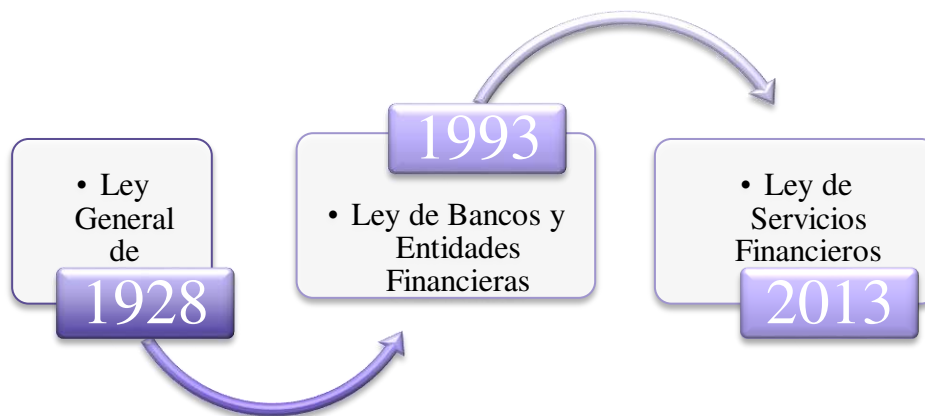 • Ley
General
de
1928
1993
• Ley de Bancos y
Entidades
Financieras
• Ley de
Servicios
Financieros
2013